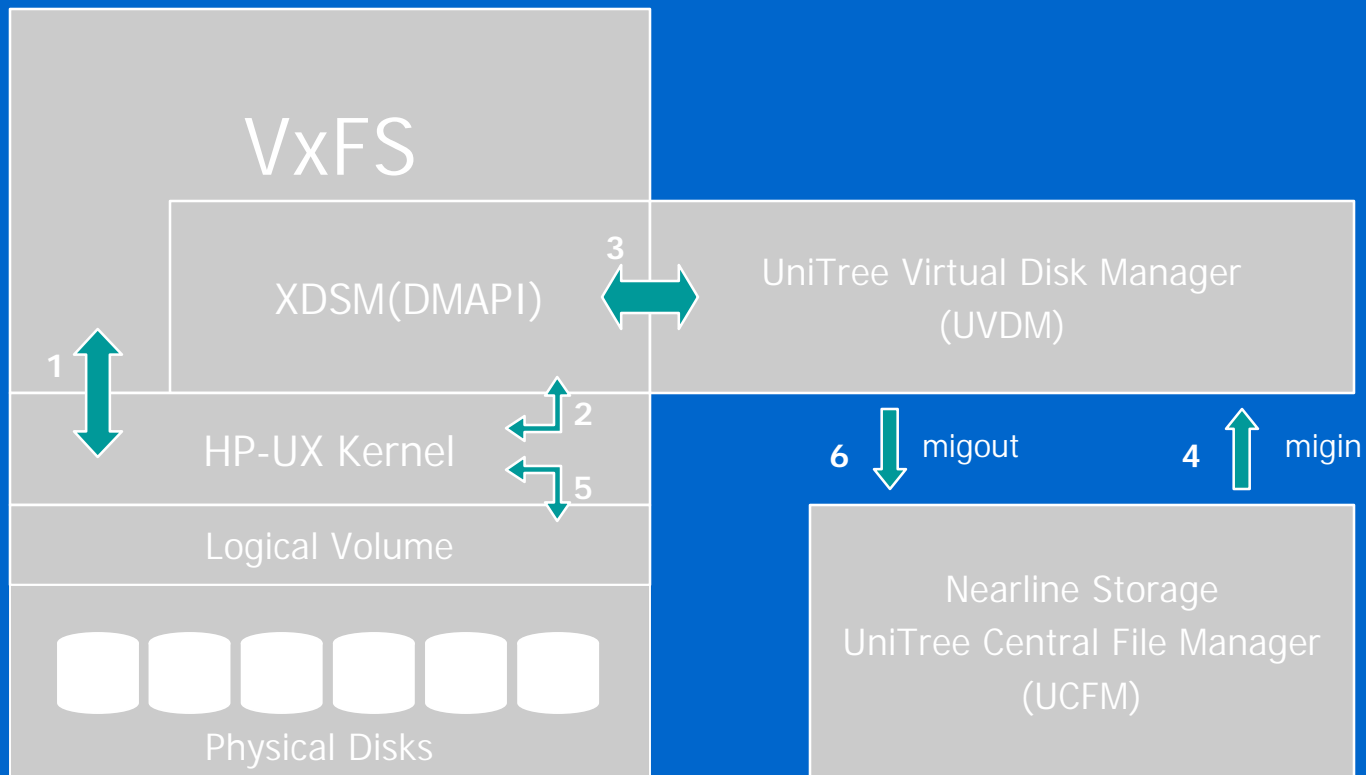 VxFS
3
XDSM(DMAPI)
UniTree Virtual Disk Manager
(UVDM)
1
2
HP-UX Kernel
5
6
migout
4
migin
Logical Volume
Nearline Storage
UniTree Central File Manager
(UCFM)
Physical Disks